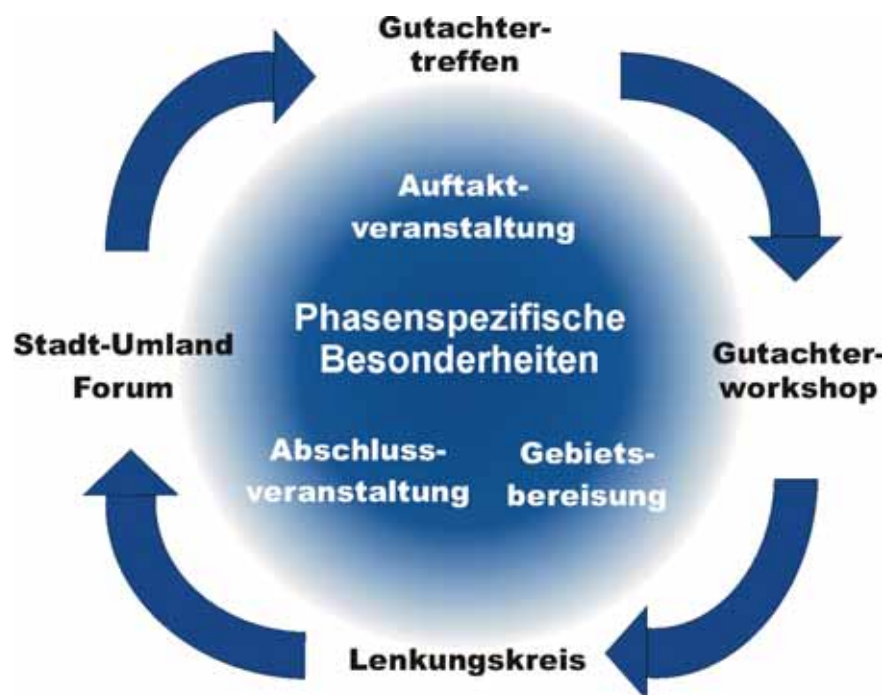 Gutachter-
treffen
Auftakt-
veranstaltung
Phasenspezifische
Besonderheiten
Stadt-Umland
Forum
Gutachter-
workshop
Abschluss-
veranstaltung
Gebiets-
bereisung
Lenkungskreis